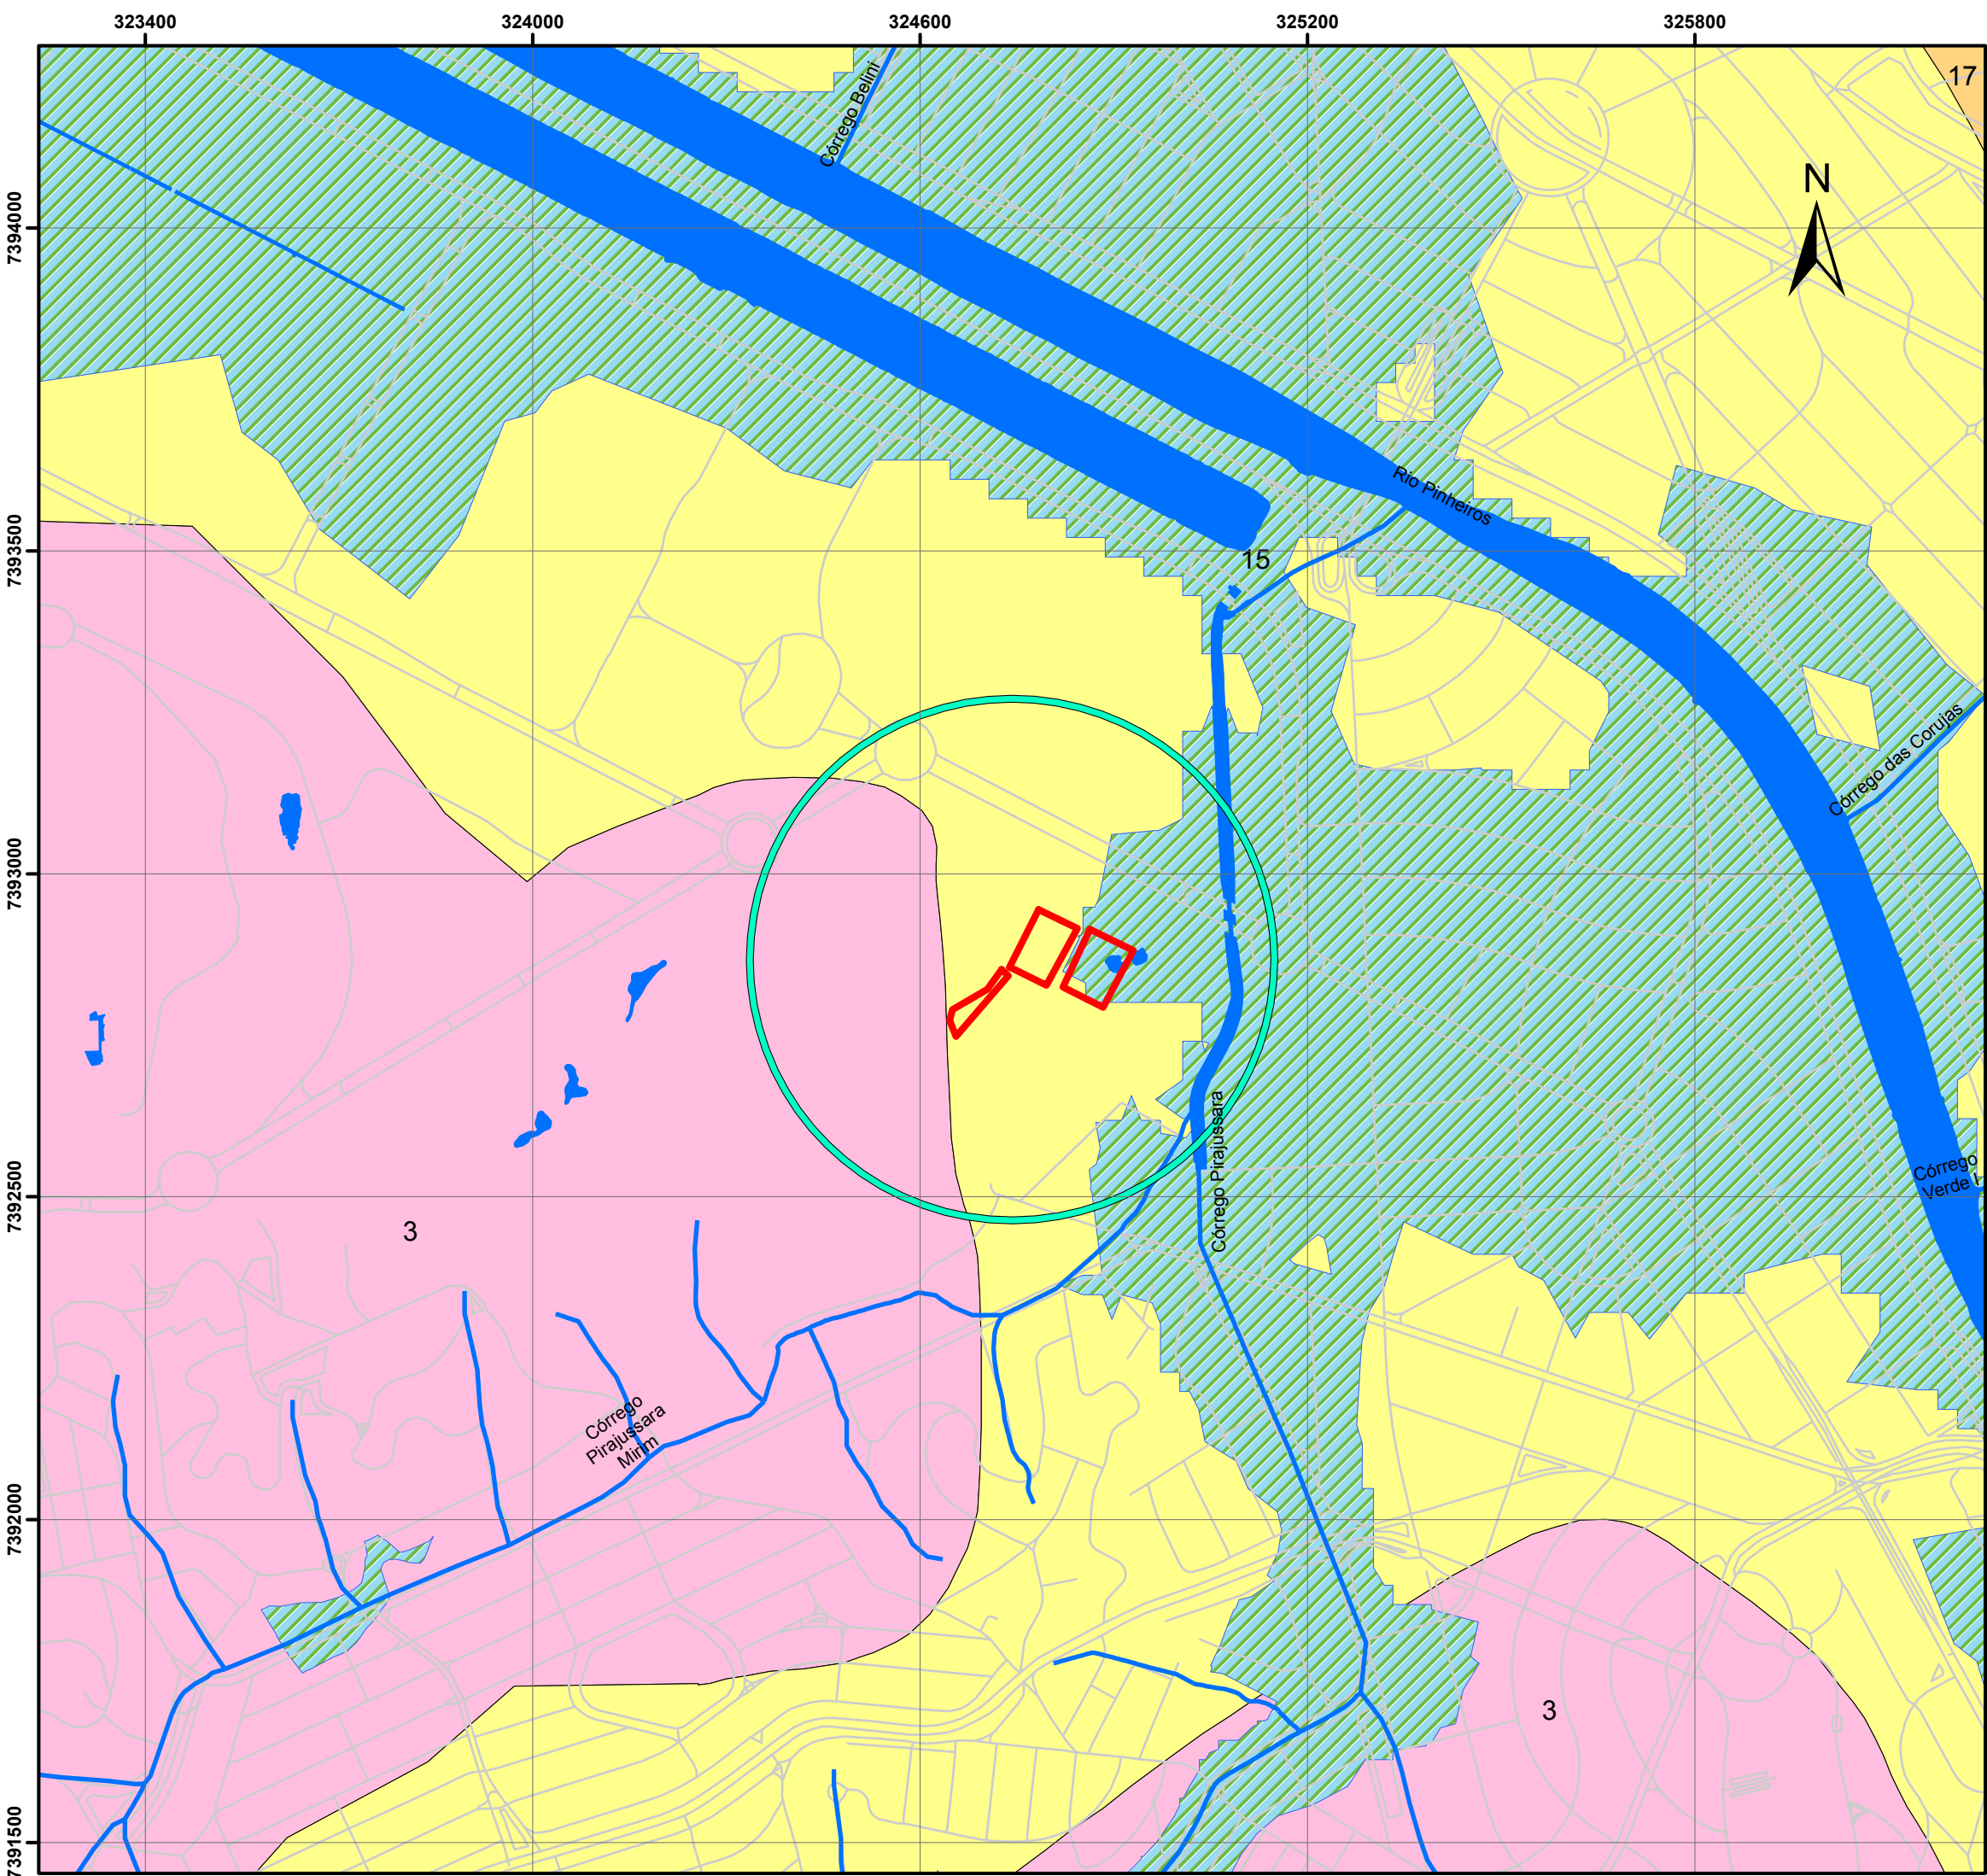 323400
324000
324600
325200
325800
17
Córrego Belini
N
7394000
Rio Pinheiros
7393500
15
Córrego das Corujas
7393000
Córrego Pirajussara
Córrego
Verde I
7392500
3
Córrego
Pirajussara
Mirim
7392000
3
7391500